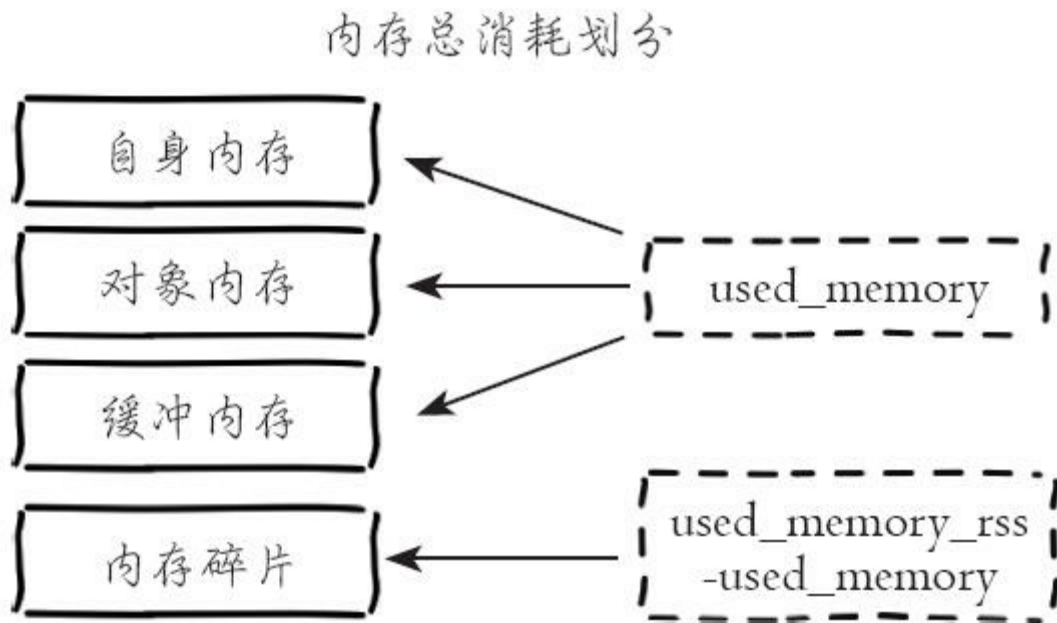 内存总消耗划分
自身内存
对象内存
used_memory
缓冲内存
内存碎片
used_memory_rss
-used_memory